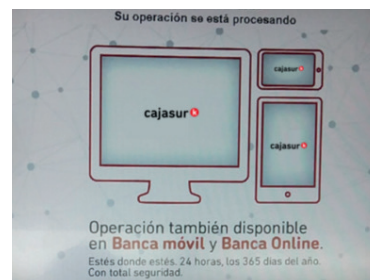 Su operación se está procesando
cajasur
cajasur
cajasur
Operación también disponible
en Banca móvil y Banca Online.
Estés donde estés. 24 horas, los 365 días del año.
Con total seguridad.